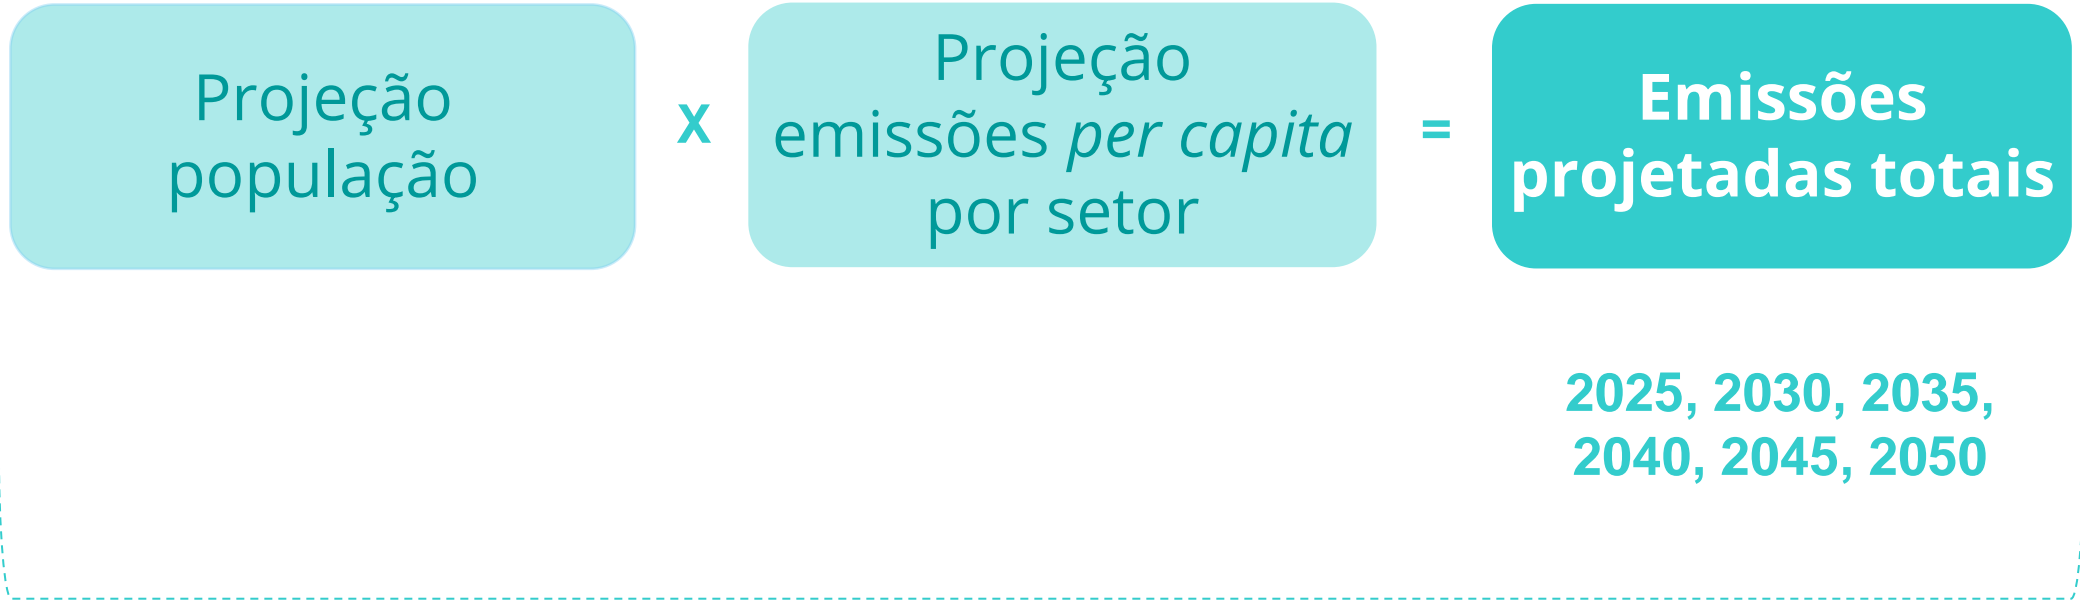 Projeção
população
X
Projeção
emissões per capita
por setor
=
Emissões
projetadas totais
2025, 2030, 2035,
2040, 2045, 2050